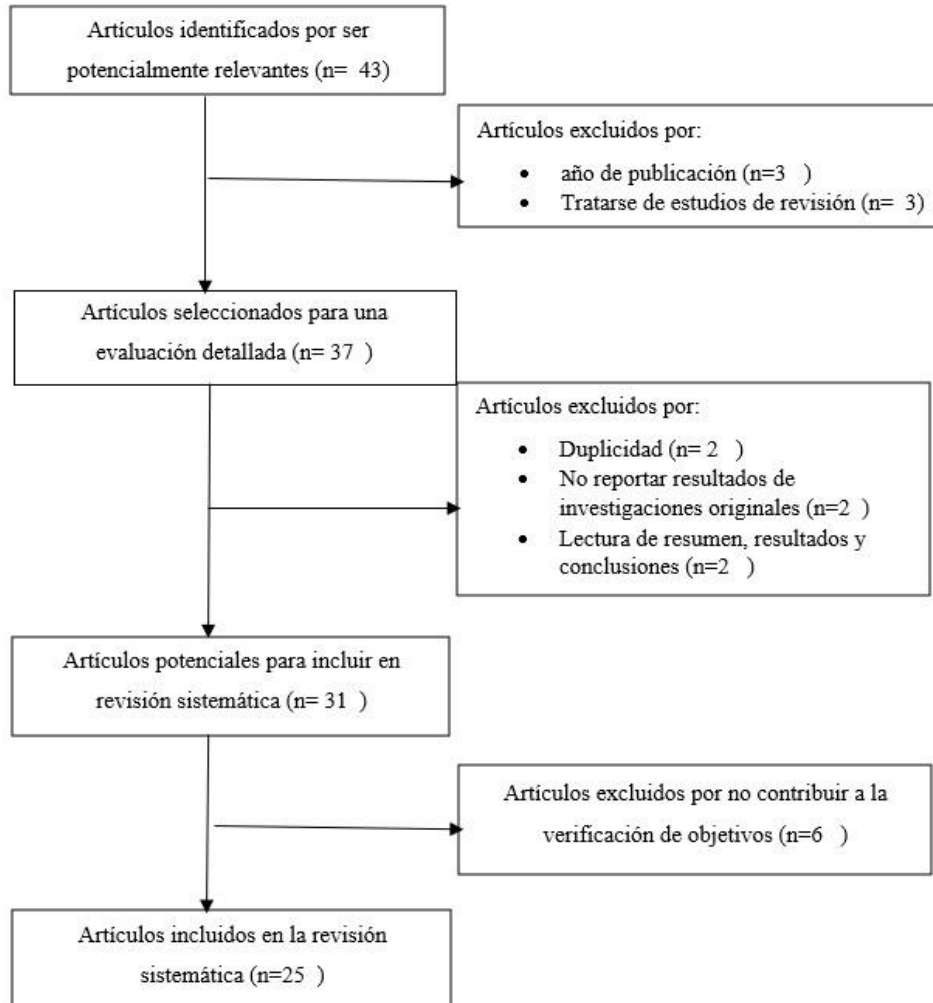 Artículos identificados por ser
potencialmente relevantes (n=  43)
Artículos excluidos por:
• año de publicación (n=3   )
• Tratarse de estudios de revisión (n=  3)
Artículos seleccionados para una
evaluación detallada (n= 37  )
Artículos excluidos por:
• Duplicidad (n= 2   )
• No reportar resultados de
investigaciones originales (n=2  )
• Lectura de resumen, resultados y
conclusiones (n=2   )
Artículos potenciales para incluir en
revisión sistemática (n= 31  )
Artículos excluidos por no contribuir a la
verificación de objetivos (n=6   )
Artículos incluidos en la revisión
sistemática (n=25   )